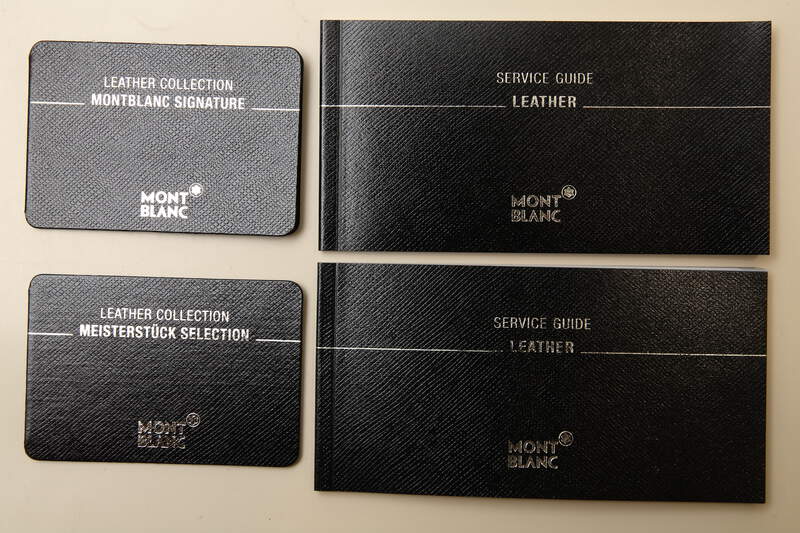 LEATHER COLLECTION
MONTBLANC SIGNATURE
MONT
BLANC
SERVICE GUIDE
LEATHER
MONT
BLANC
LEATHER COLLECTION
MEISTERSTÜCK SELECTION
MONT
BLANC
SERVICE GUIDE
LEATHER
MONT
BLANC